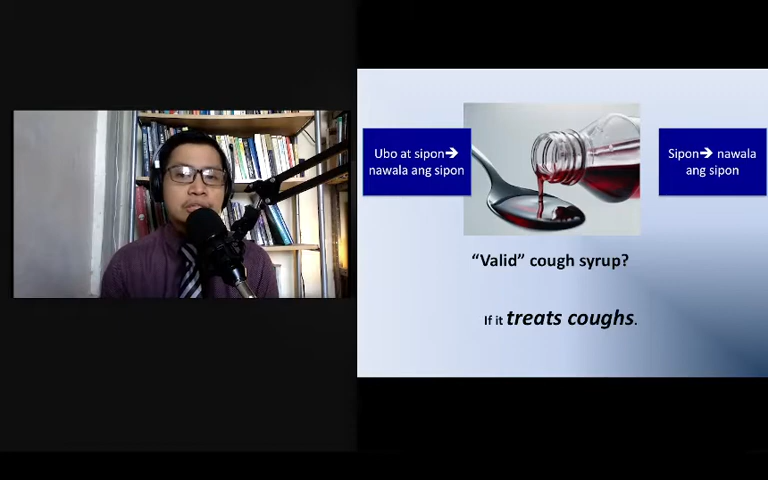 Ubo at sipon→
nawala ang sipon
Sipon→ nawala
ang sipon
“Valid” cough syrup?
If it treats coughs.